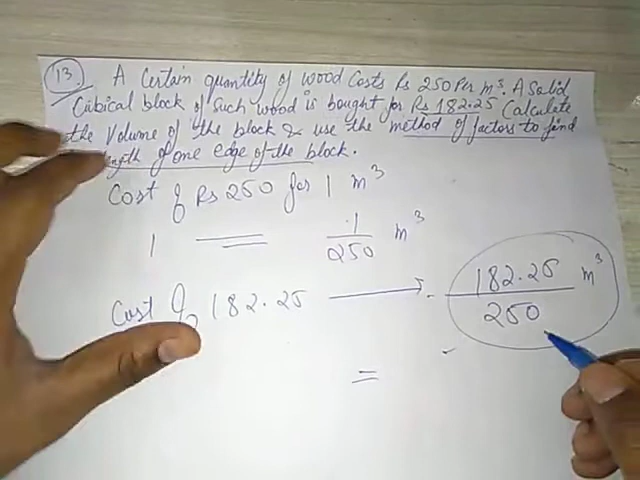 13. A Certain quantity of wood Costs Rs 250 Per m³. A Solid
Cubical block of Such wood is bought for Rs 182.25 Calculate
the Volume of the block & use the method of factors to find
length of one edge of the block.
Cost of Rs 250 for 1 m³
1 —— 1/250 m³
Cost of 182.25 → 182.25/250 m³
=